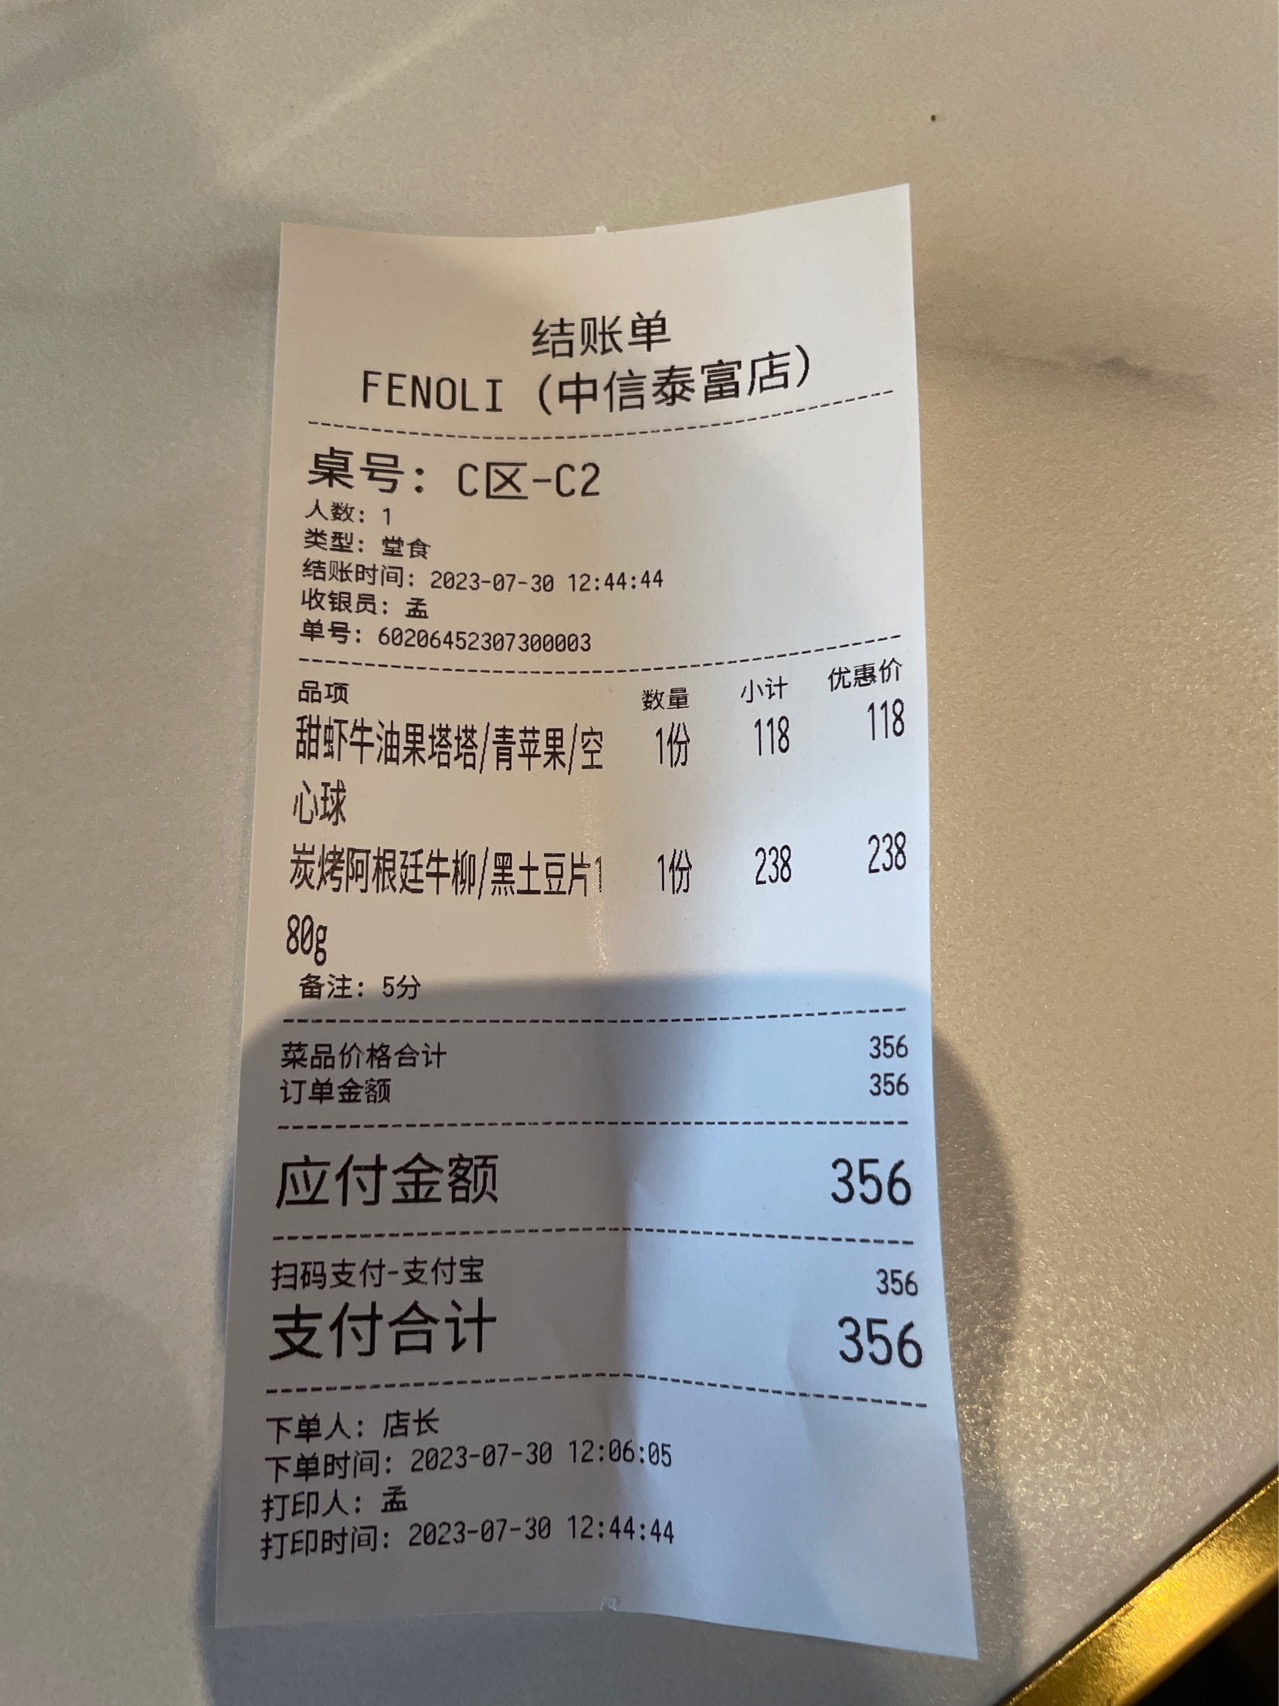 结账单
FENOLI（中信泰富店）
桌号：C区-C2
人数：1
类型：堂食
结账时间：2023-07-30 12:44:44
收银员：孟
单号：60206452307300003
品项 数量 小计 优惠价
甜虾牛油果塔塔/青苹果/空 1份 118 118
心球
炭烤阿根廷牛柳/黑土豆片1 1份 238 238
80g
备注：5分
菜品价格合计 356
订单金额 356
应付金额 356
扫码支付-支付宝 356
支付合计 356
下单人：店长
下单时间：2023-07-30 12:06:05
打印人：孟
打印时间：2023-07-30 12:44:44